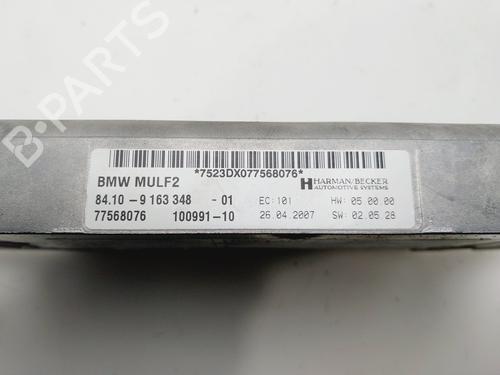 B-PARTS
*7523DX077568076*
BMW MULF2
HARMAN/BECKER
AUTOMOTIVE SYSTEMS
84.10 - 9 163 348 - 01 EC:101 HW: 05.00.00
77568076 100991-10 26.04.2007 SW: 02.05.28